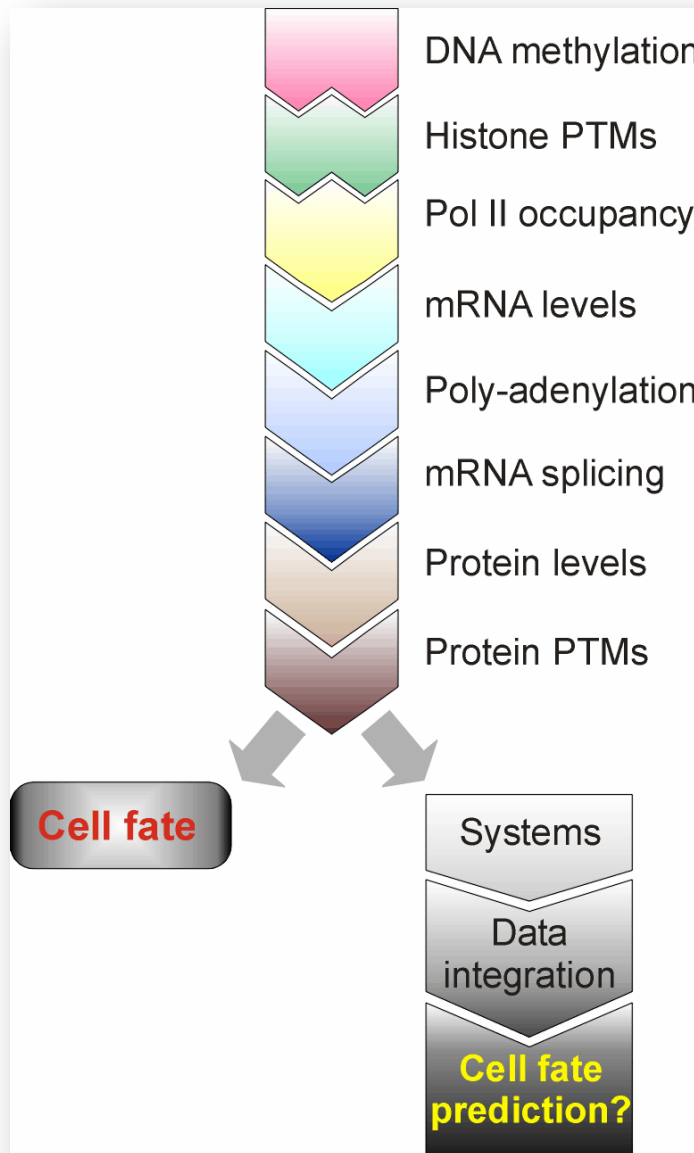 DNA methylation
Histone PTMs
Pol II occupancy
mRNA levels
Poly-adenylation
mRNA splicing
Protein levels
Protein PTMs
Cell fate
Systems
Data
integration
Cell fate
prediction?